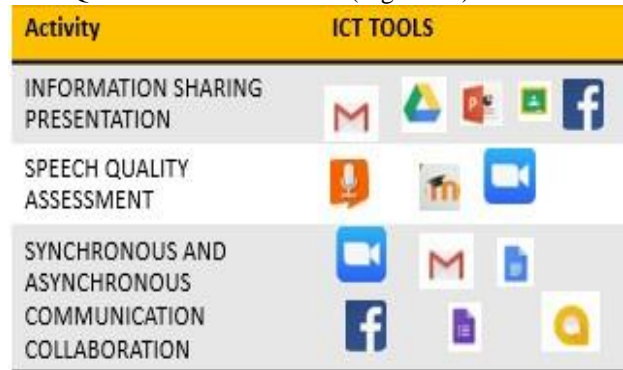 Activity ICT TOOLS
INFORMATION SHARING
PRESENTATION
SPEECH QUALITY
ASSESSMENT
SYNCHRONOUS AND
ASYNCHRONOUS
COMMUNICATION
COLLABORATION